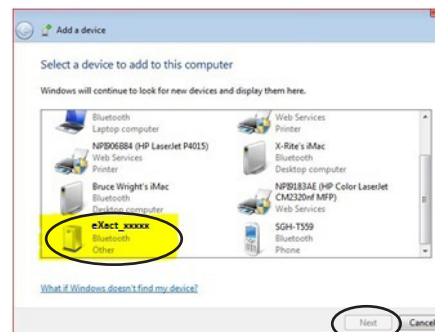 Add a device
Select a device to add to this computer
Windows will continue to look for new devices and display them here.
Bluetooth
Laptop computer
Web Services
Printer
NPI906B84 (HP LaserJet P4015)
Web Services
Printer
X-Rite's iMac
Bluetooth
Desktop computer
Bruce Wright's iMac
Bluetooth
Desktop computer
NPI9183AE (HP Color LaserJet
CM2320nf MFP)
Web Services
eXact_xxxxx
Bluetooth
Other
SGH-T559
Bluetooth
Phone
What if Windows doesn't find my device?
Next
Cancel